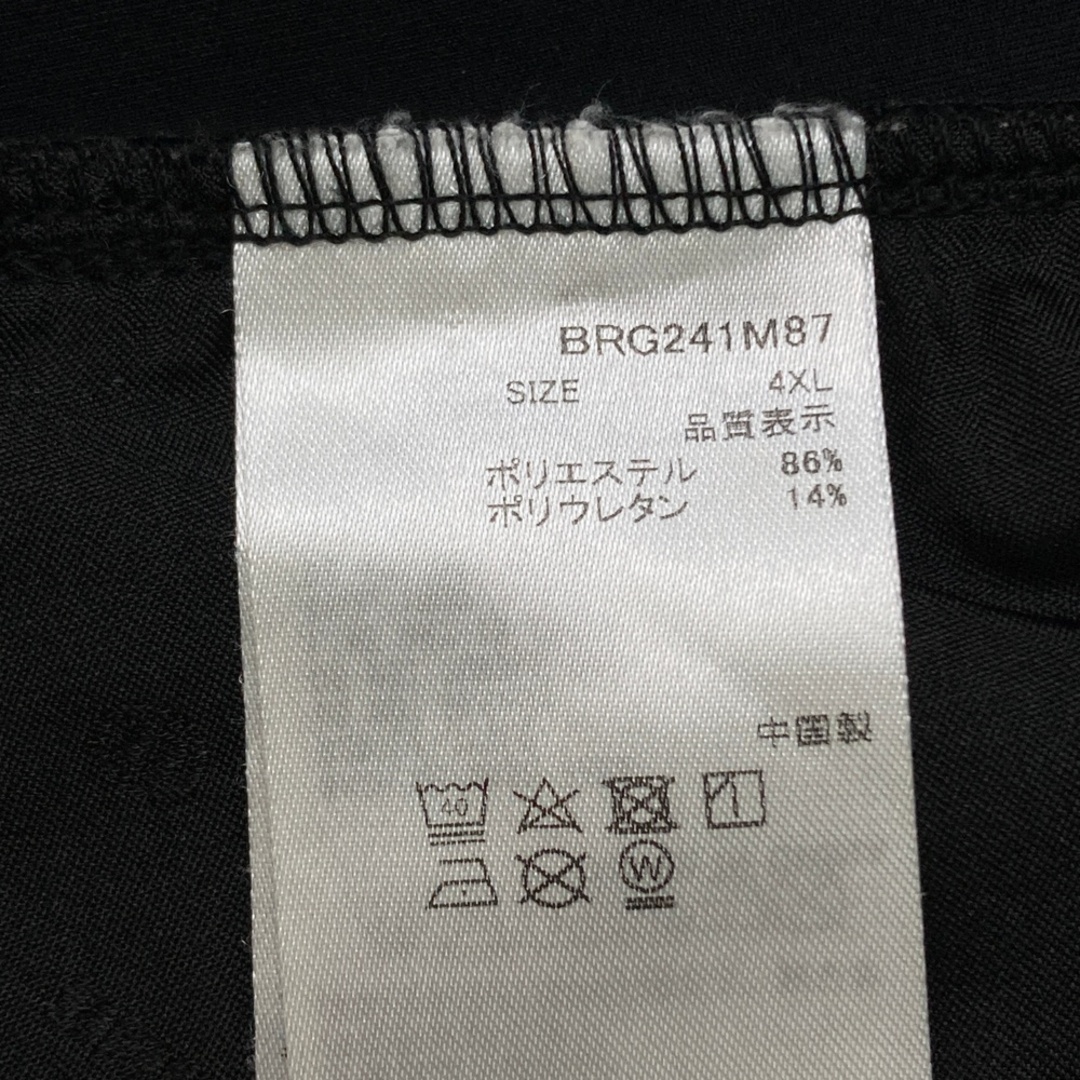 BRG241M87
SIZE 4XL
品質表示
ポリエステル 86%
ポリウレタン 14%
中国製
40
W